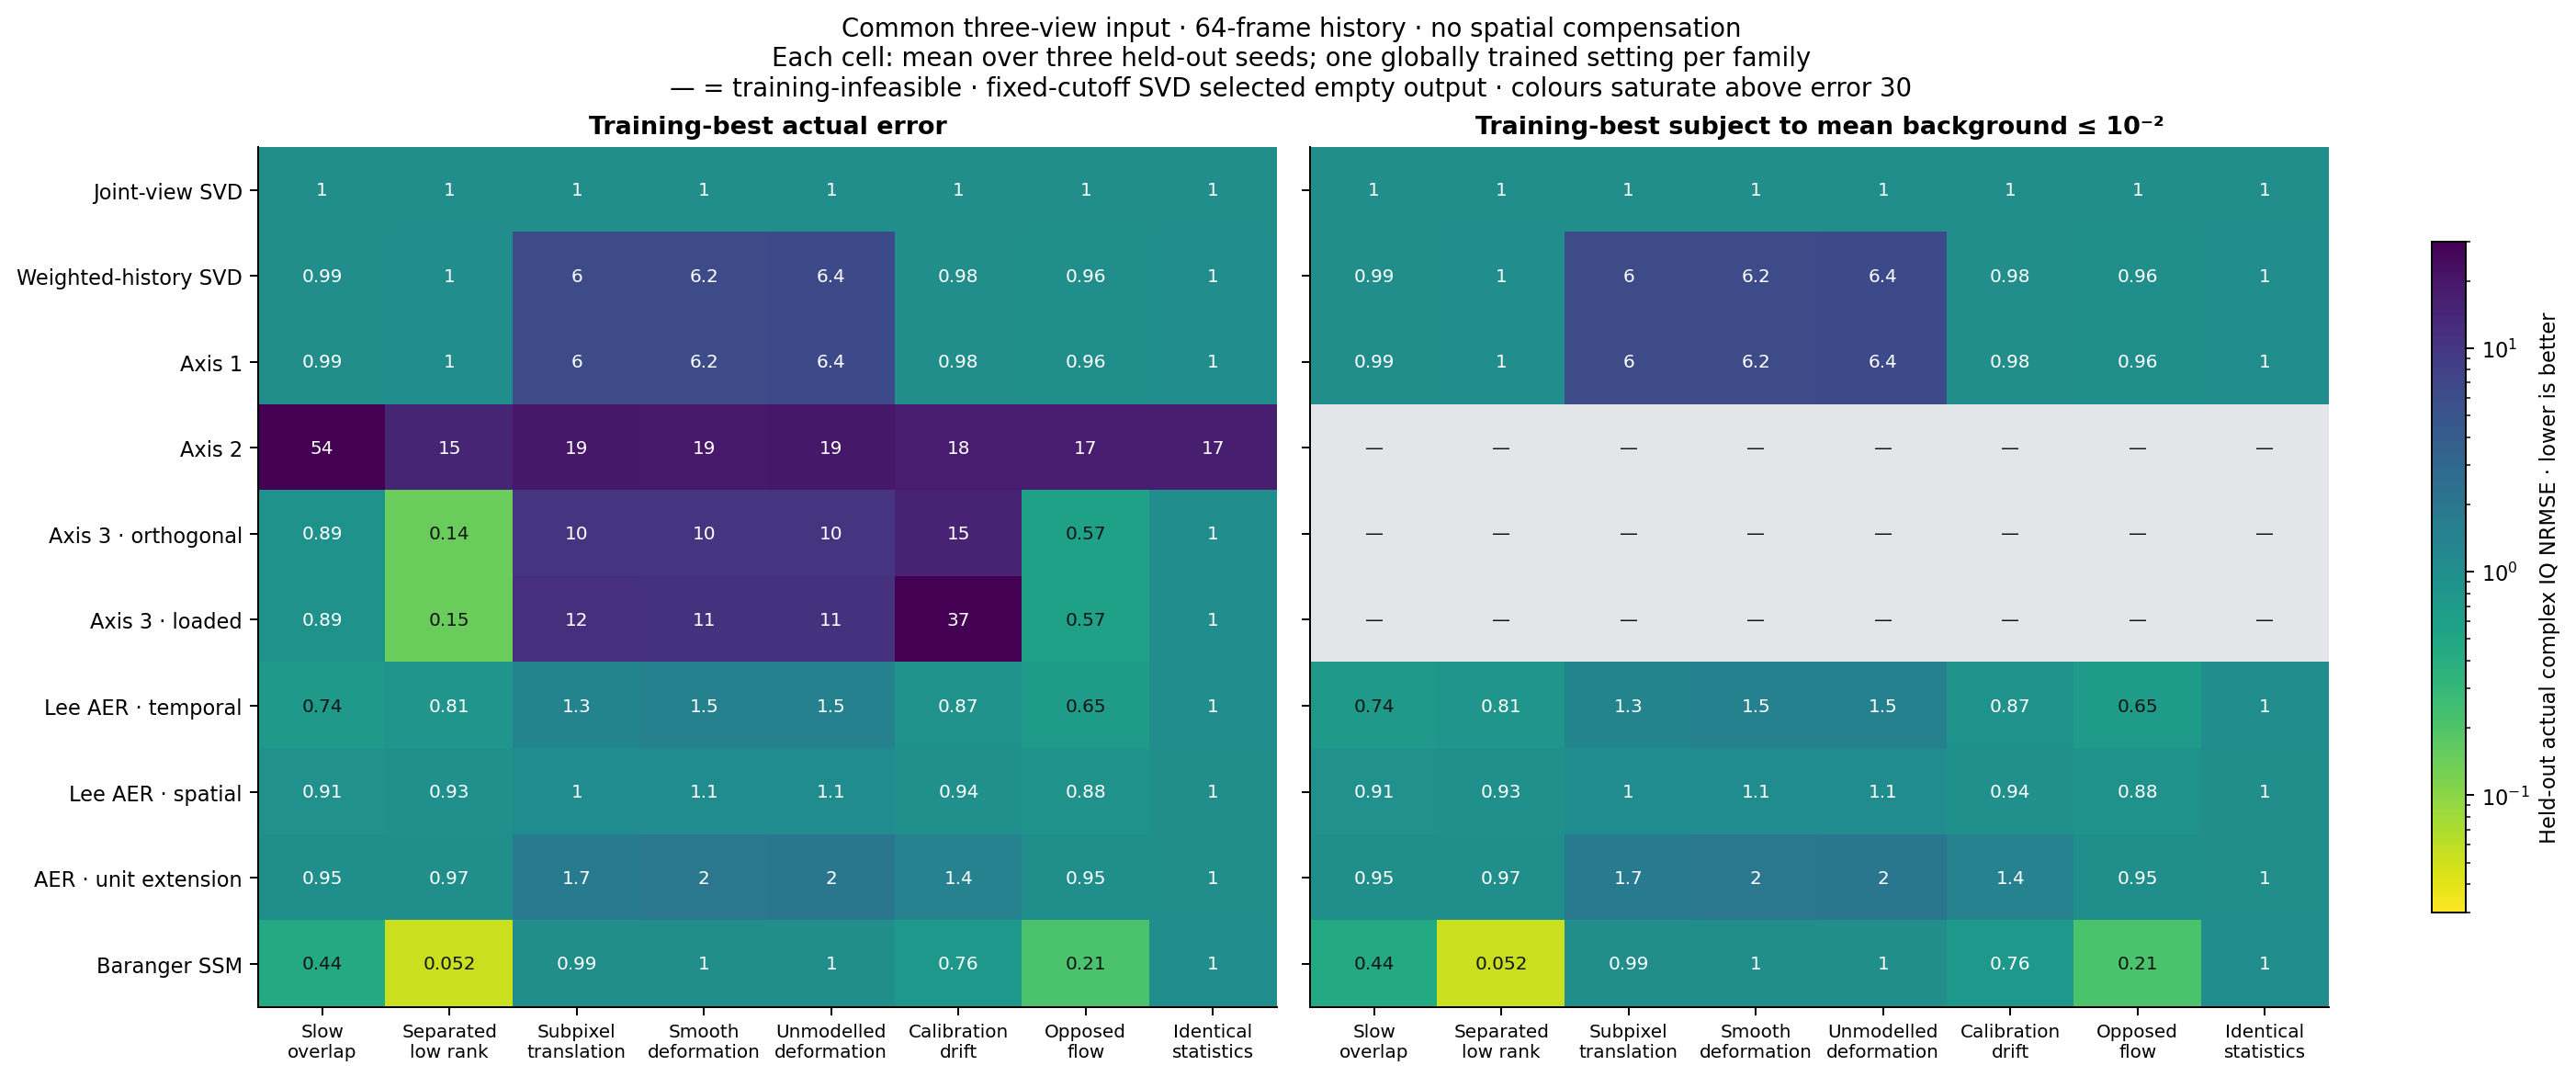 Common three-view input · 64-frame history · no spatial compensation
Each cell: mean over three held-out seeds; one globally trained setting per family
— = training-infeasible · fixed-cutoff SVD selected empty output · colours saturate above error 30
Training-best actual error
Training-best subject to mean background ≤ 10⁻²
Joint-view SVD 1 1 1 1 1 1 1 1 1 1 1 1 1 1 1 1
Weighted-history SVD 0.99 1 6 6.2 6.4 0.98 0.96 1 0.99 1 6 6.2 6.4 0.98 0.96 1
Axis 1 0.99 1 6 6.2 6.4 0.98 0.96 1 0.99 1 6 6.2 6.4 0.98 0.96 1
Axis 2 54 15 19 19 19 18 17 17 — — — — — — — —
Axis 3 · orthogonal 0.89 0.14 10 10 10 15 0.57 1 — — — — — — — —
Axis 3 · loaded 0.89 0.15 12 11 11 37 0.57 1 — — — — — — — —
Lee AER · temporal 0.74 0.81 1.3 1.5 1.5 0.87 0.65 1 0.74 0.81 1.3 1.5 1.5 0.87 0.65 1
Lee AER · spatial 0.91 0.93 1 1.1 1.1 0.94 0.88 1 0.91 0.93 1 1.1 1.1 0.94 0.88 1
AER · unit extension 0.95 0.97 1.7 2 2 1.4 0.95 1 0.95 0.97 1.7 2 2 1.4 0.95 1
Baranger SSM 0.44 0.052 0.99 1 1 0.76 0.21 1 0.44 0.052 0.99 1 1 0.76 0.21 1
Slow Separated Subpixel Smooth Unmodelled Calibration Opposed Identical Slow Separated Subpixel Smooth Unmodelled Calibration Opposed Identical
overlap low rank translation deformation deformation drift flow statistics overlap low rank translation deformation deformation drift flow statistics
10¹
10⁰
10⁻¹
Held-out actual complex IQ NRMSE · lower is better